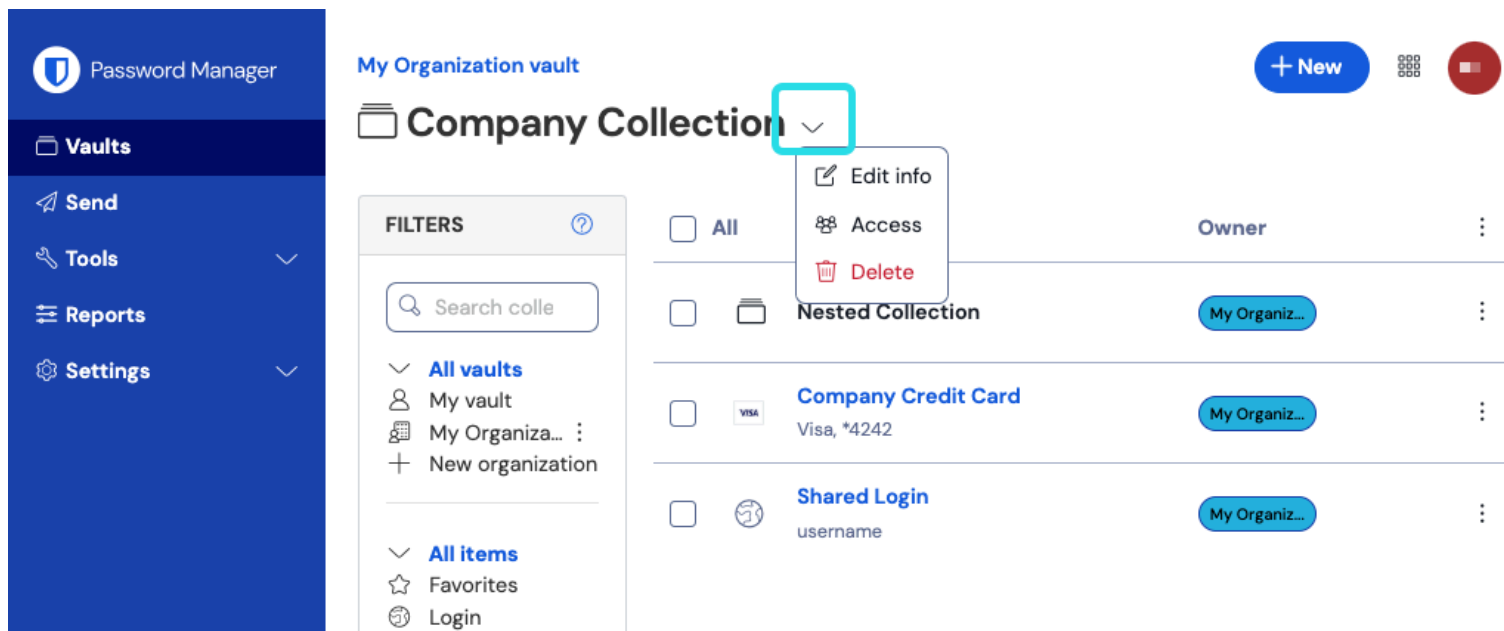 Password Manager
Vaults
Send
Tools
Reports
Settings
My Organization vault
New
Company Collection
Edit info
Access
Delete
FILTERS
Search colle
All vaults
My vault
My Organiza...
New organization
All items
Favorites
Login
All
Owner
Nested Collection
My Organiz...
VISA
Company Credit Card
Visa, *4242
My Organiz...
Shared Login
username
My Organiz...